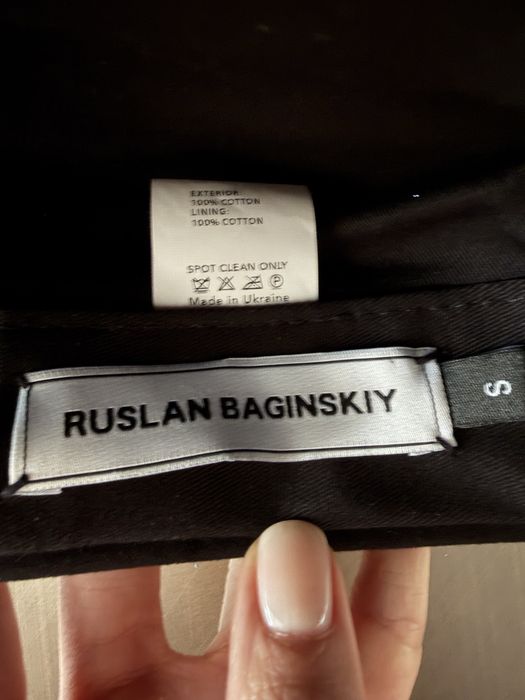 EXTERIOR:
100% COTTON
LINING:
100% COTTON
SPOT CLEAN ONLY
P
Made in Ukraine
RUSLAN BAGINSKIY
S